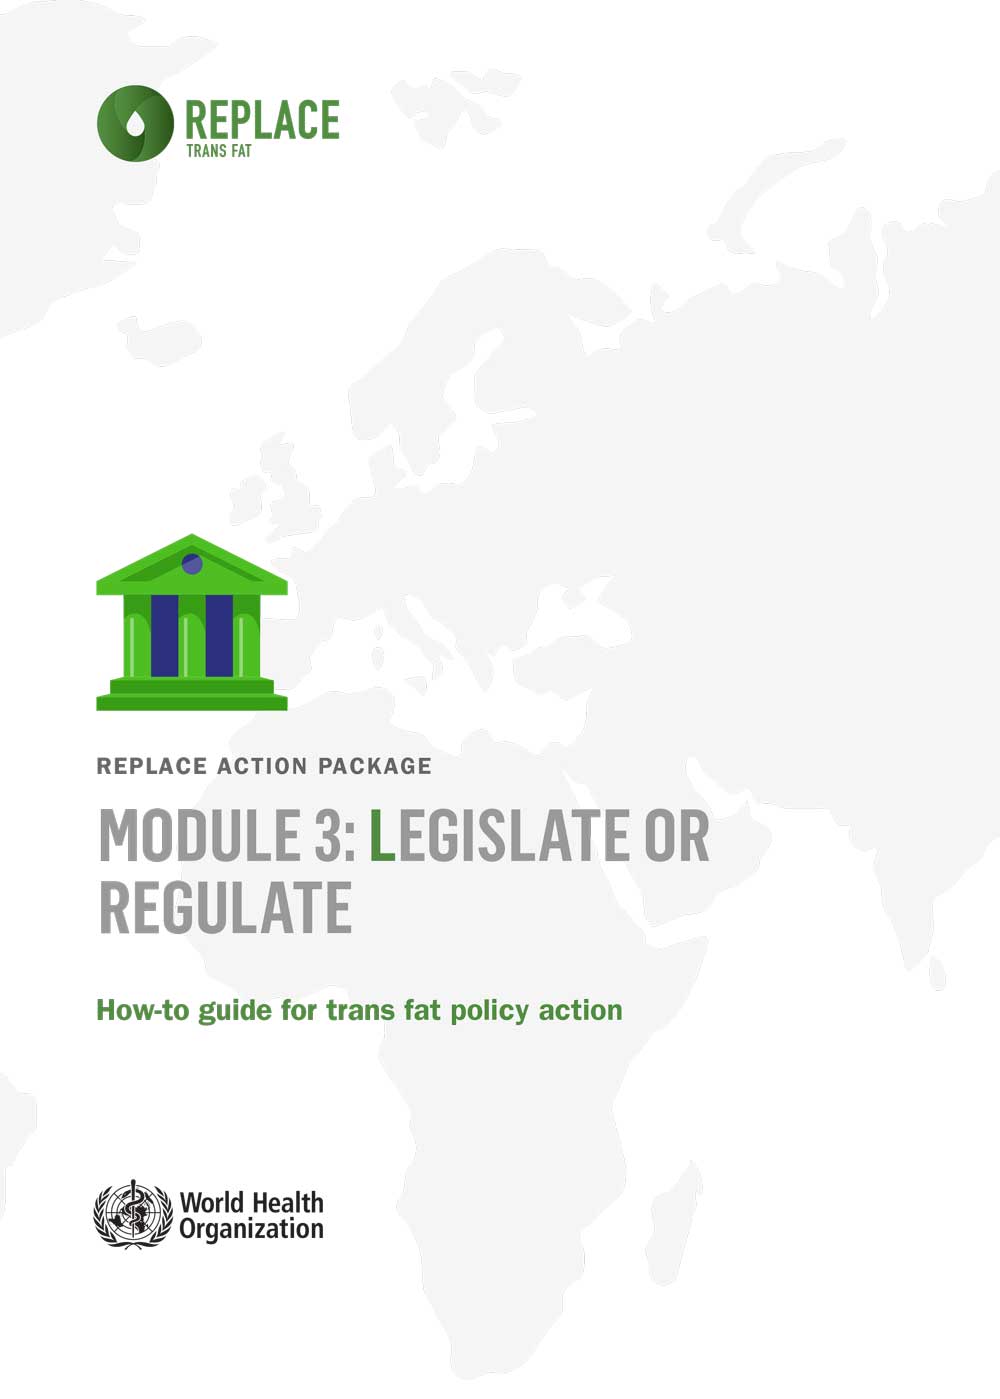 REPLACE
TRANS FAT
REPLACE ACTION PACKAGE
MODULE 3: LEGISLATE OR
REGULATE
How-to guide for trans fat policy action
World Health
Organization